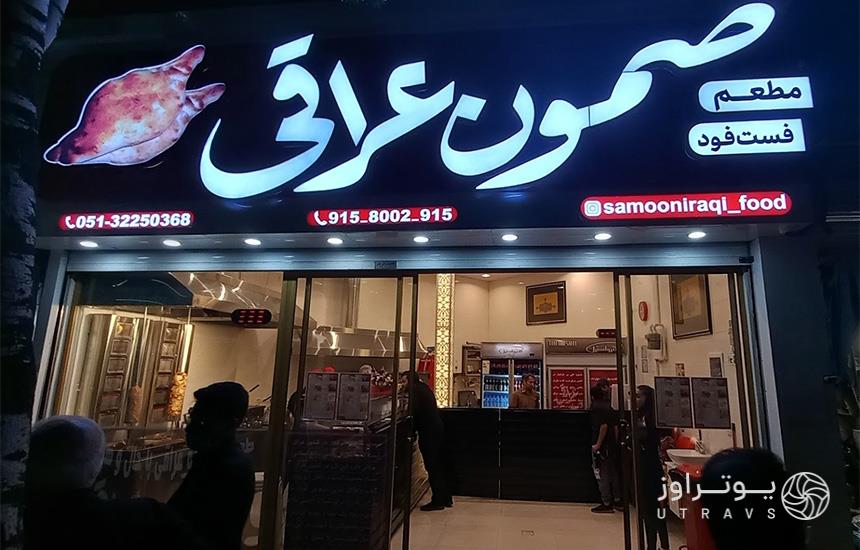 صمون عراقی
مطعم
فست‌فود
051-32250368
915_8002_915
samooniraqi_food
یوتراوز
UTRAVS